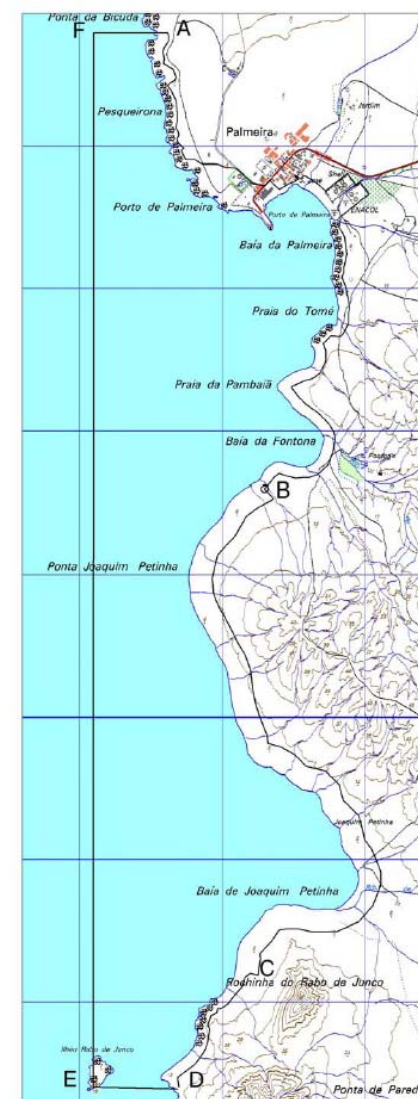 Ponta da Bicuda
F
A
Pesqueirona
Jardim
Palmeira
Shell
Porto de Palmeira
Porto de Palmeira
ENACOL
Baía da Palmeira
Praia do Tomé
Praia da Pambaiã
Baía da Fontona
Fontona
B
Ponta Joaquim Petinha
Joaquim Petinha
Baía de Joaquim Petinha
C
Rochinha do Rabo de Junco
Ilhéu Rabo de Junco
E
D
Ponta de Pared